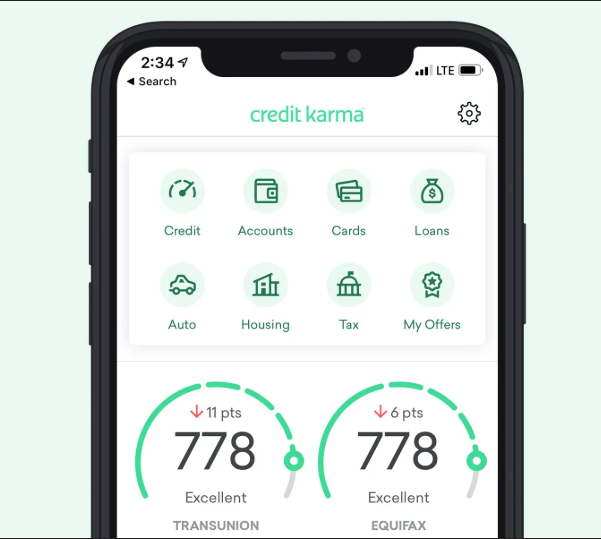 2:34 LTE
Search
credit karma
Credit Accounts Cards Loans
Auto Housing Tax My Offers
11 pts 6 pts
778 778
Excellent Excellent
TRANSUNION EQUIFAX